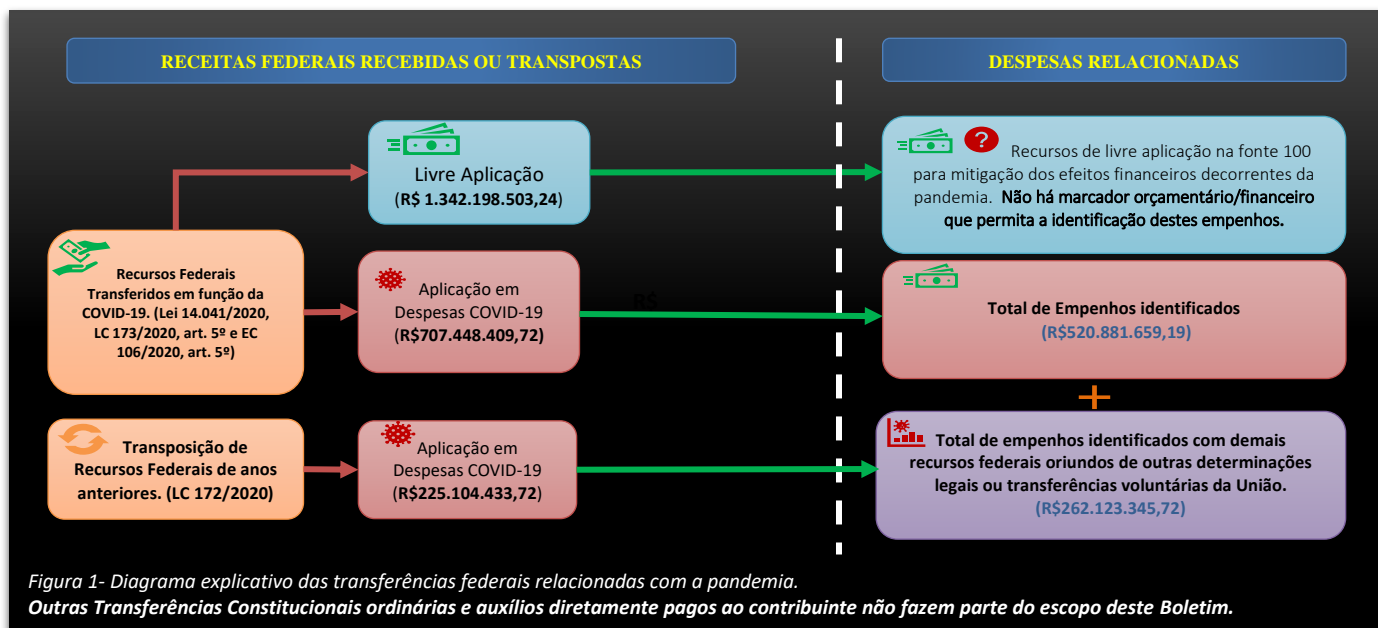 RECEITAS FEDERAIS RECEBIDAS OU TRANSPOSTAS
DESPESAS RELACIONADAS
Livre Aplicação
(R$ 1.342.198.503,24)
?
Recursos de livre aplicação na fonte 100
para mitigação dos efeitos financeiros decorrentes da
pandemia. Não há marcador orçamentário/financeiro
que permita a identificação destes empenhos.
Recursos Federais
Transferidos em função da
COVID-19. (Lei 14.041/2020,
LC 173/2020, art. 5º e EC
106/2020, art. 5º)
Aplicação em
Despesas COVID-19
(R$707.448.409,72)
R$
Total de Empenhos identificados
(R$520.881.659,19)
+
Transposição de
Recursos Federais de anos
anteriores. (LC 172/2020)
Aplicação em
Despesas COVID-19
(R$225.104.433,72)
Total de empenhos identificados com demais
recursos federais oriundos de outras determinações
legais ou transferências voluntárias da União.
(R$262.123.345,72)
Figura 1- Diagrama explicativo das transferências federais relacionadas com a pandemia.
Outras Transferências Constitucionais ordinárias e auxílios diretamente pagos ao contribuinte não fazem parte do escopo deste Boletim.